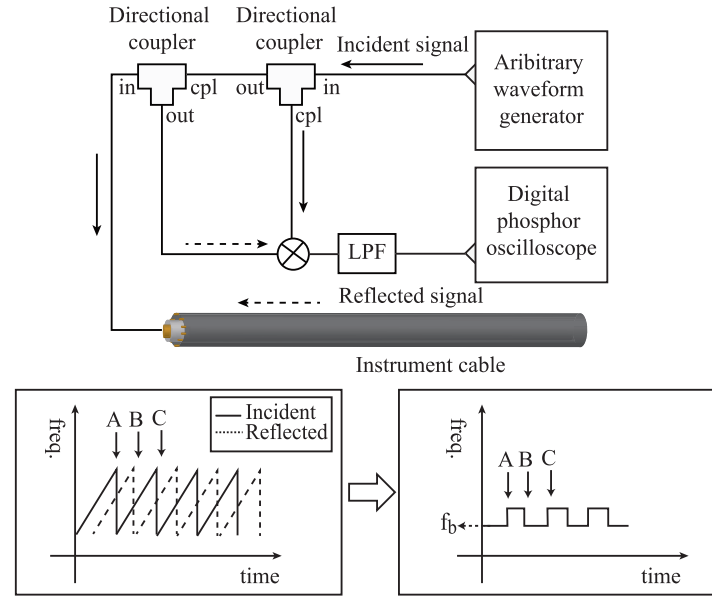 Directional
coupler
Directional
coupler
Incident signal
in
cpl
out
in
out
cpl
Aribitrary
waveform
generator
Digital
phosphor
oscilloscope
LPF
Reflected signal
Instrument cable
freq.
A B C
Incident
Reflected
time
freq.
A B C
fb
time